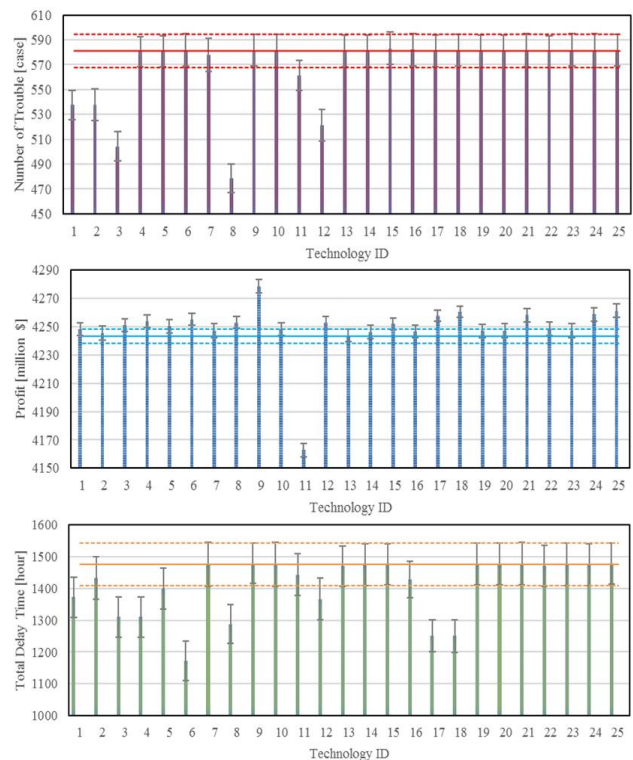 610
590
570
550
530
510
490
470
450
Number of Trouble [case]
1 2 3 4 5 6 7 8 9 10 11 12 13 14 15 16 17 18 19 20 21 22 23 24 25
Technology ID
4290
4270
4250
4230
4210
4190
4170
4150
Profit [million $]
1 2 3 4 5 6 7 8 9 10 11 12 13 14 15 16 17 18 19 20 21 22 23 24 25
Technology ID
1600
1500
1400
1300
1200
1100
1000
Total Delay Time [hour]
1 2 3 4 5 6 7 8 9 10 11 12 13 14 15 16 17 18 19 20 21 22 23 24 25
Technology ID